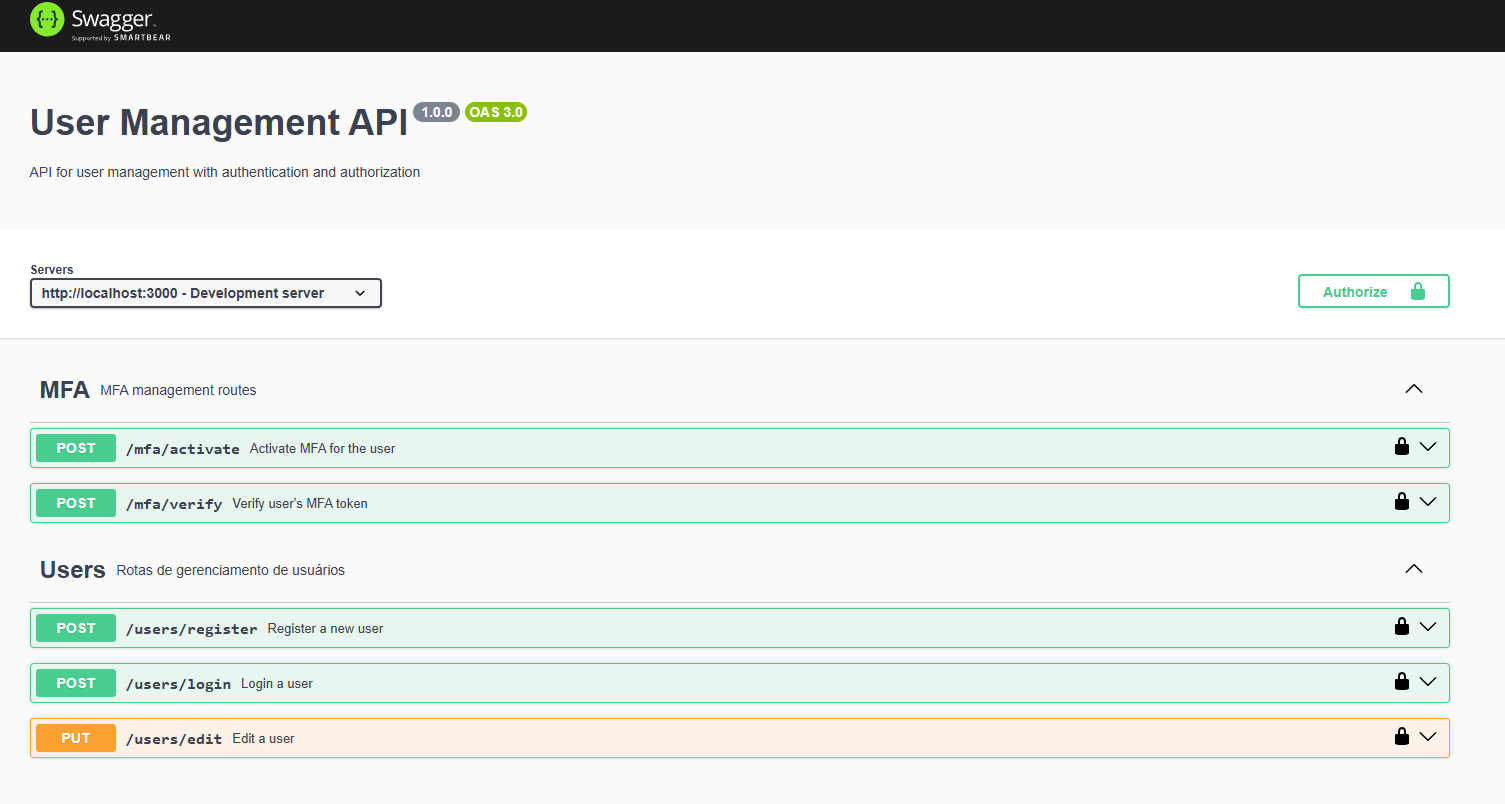 Swagger
Supported by SMARTBEAR
User Management API 1.0.0 OAS 3.0
API for user management with authentication and authorization
Servers
http://localhost:3000 - Development server
Authorize
MFA MFA management routes
POST /mfa/activate Activate MFA for the user
POST /mfa/verify Verify user's MFA token
Users Rotas de gerenciamento de usuários
POST /users/register Register a new user
POST /users/login Login a user
PUT /users/edit Edit a user